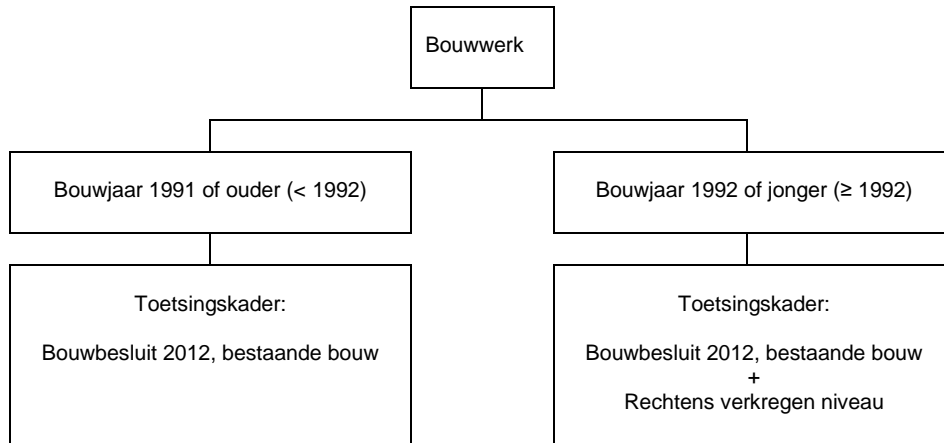 Bouwwerk
Bouwjaar 1991 of ouder (< 1992)
Bouwjaar 1992 of jonger (≥ 1992)
Toetsingskader:
Bouwbesluit 2012, bestaande bouw
Toetsingskader:
Bouwbesluit 2012, bestaande bouw
+
Rechtens verkregen niveau